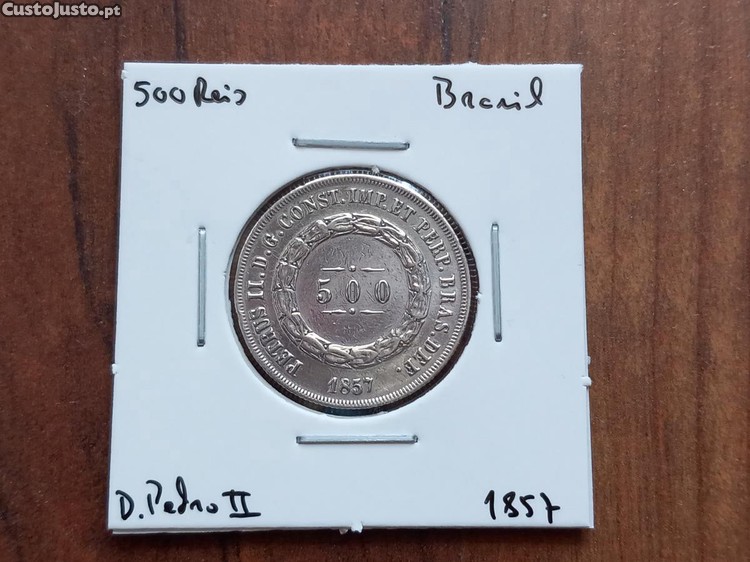 CustoJusto.pt
500 Reis Brasil
PETRUS II. D. G. CONST. IMP. ET PERP. BRAS. DEF.
500
1857
D. Pedro II 1857